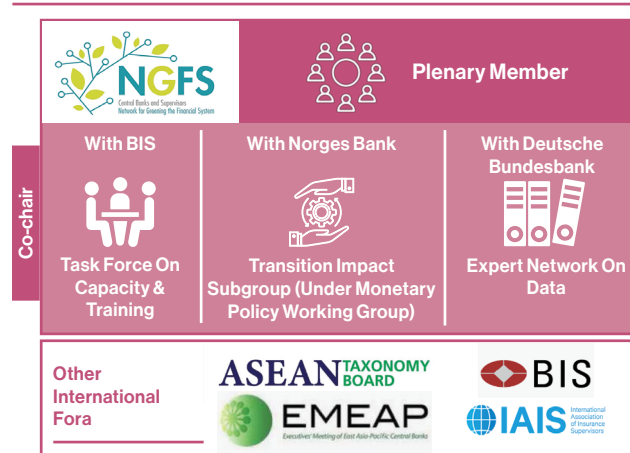 NGFS
Central Banks and Supervisors
Network for Greening the Financial System
Plenary Member
Co-chair
With BIS
Task Force On
Capacity &
Training
With Norges Bank
Transition Impact
Subgroup (Under Monetary
Policy Working Group)
With Deutsche
Bundesbank
Expert Network On
Data
Other
International
Fora
ASEAN TAXONOMY
BOARD
BIS
EMEAP
Executives' Meeting of East Asia-Pacific Central Banks
IAIS International
Association
of Insurance
Supervisors